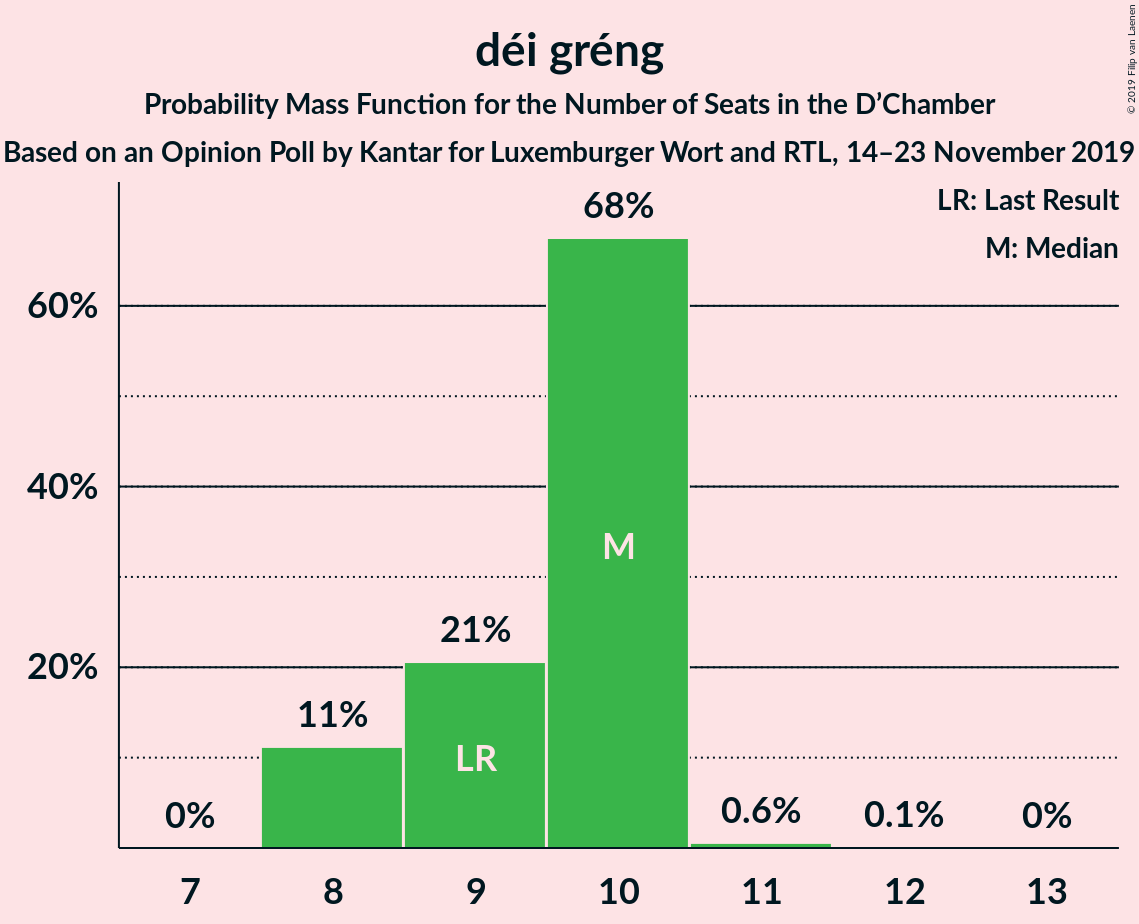 déi gréng
Probability Mass Function for the Number of Seats in the D’Chamber
Based on an Opinion Poll by Kantar for Luxemburger Wort and RTL, 14–23 November 2019
© 2019 Filip van Laenen
LR: Last Result
M: Median
68%
60%
40%
M
21%
20%
11%
LR
0%
0.6%
0.1%
0%
7 8 9 10 11 12 13